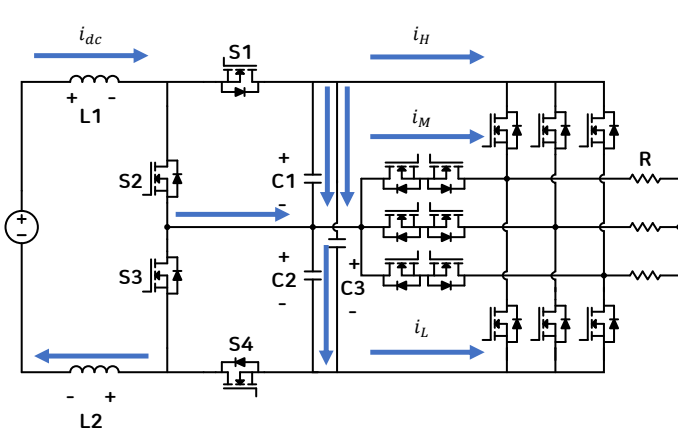 i_dc
S1
i_H
+ -
L1
i_M
R
S2
+
C1
-
+
−
S3
+
C2
-
+
C3
-
S4
i_L
- +
L2